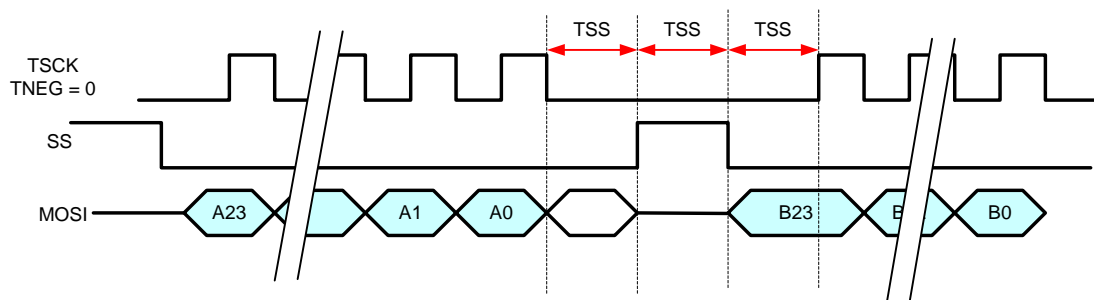 TSS TSS TSS
TSCK
TNEG = 0
SS
MOSI A23 A1 A0 B23 B0